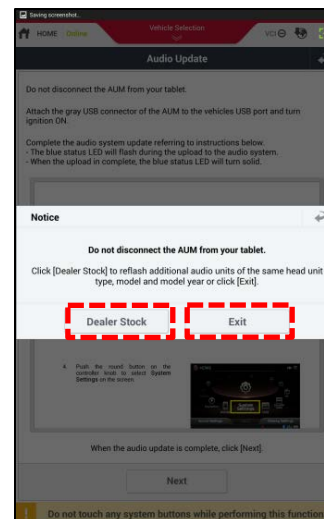 Saving screenshot...
HOME Online
Vehicle Selection
VCI
Audio Update
Do not disconnect the AUM from your tablet.
Attach the gray USB connector of the AUM to the vehicles USB port and turn
ignition ON.
Complete the audio system update referring to instructions below.
- The blue status LED will flash during the upload to the audio system.
- When the upload in complete, the blue status LED will turn solid.
Notice
Do not disconnect the AUM from your tablet.
Click [Dealer Stock] to reflash additional audio units of the same head unit
type, model and model year or click [Exit].
Dealer Stock
Exit
4. Push the round button on the
controller knob to select System
Settings on the screen.
When the audio update is complete, click [Next].
Next
Do not touch any system buttons while performing this function